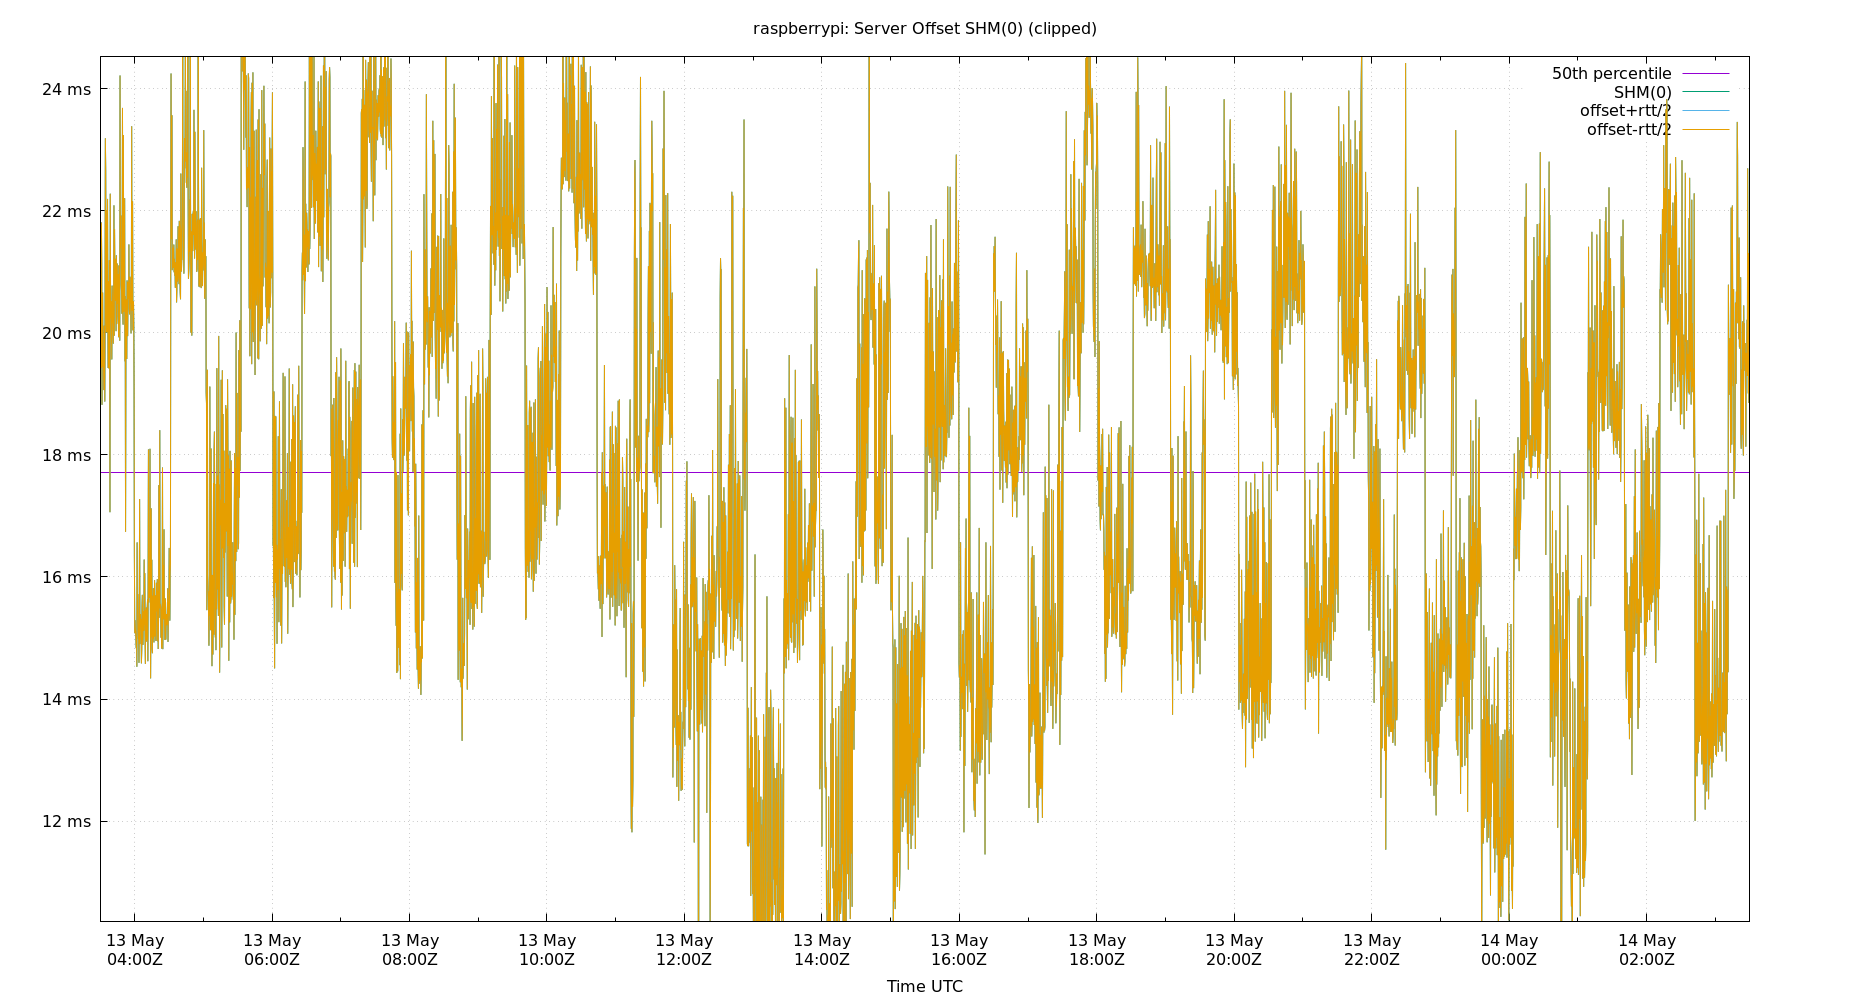 raspberrypi: Server Offset SHM(0) (clipped)
50th percentile
SHM(0)
offset+rtt/2
offset-rtt/2
24 ms
22 ms
20 ms
18 ms
16 ms
14 ms
12 ms
13 May 13 May 13 May 13 May 13 May 13 May 13 May 13 May 13 May 13 May 14 May 14 May
04:00Z 06:00Z 08:00Z 10:00Z 12:00Z 14:00Z 16:00Z 18:00Z 20:00Z 22:00Z 00:00Z 02:00Z
Time UTC